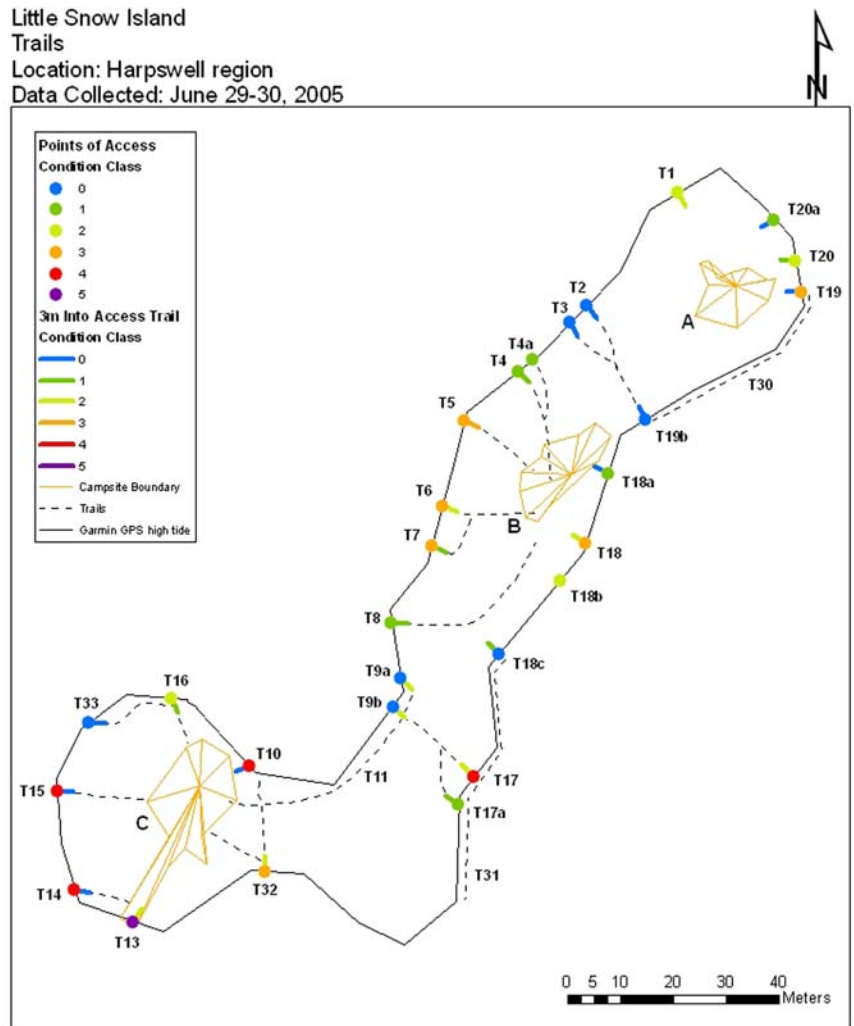 Little Snow Island
Trails
Location: Harpswell region
Data Collected: June 29-30, 2005
N
Points of Access
Condition Class
0
1
2
3
4
5
3m Into Access Trail
Condition Class
0
1
2
3
4
5
Campsite Boundary
Trails
Garmin GPS high tide
T1
T20a
T20
T19
A
T2
T3
T4a
T4
T30
T5
T19b
T18a
T6
B
T7
T18
T18b
T8
T18c
T9a
T16
T9b
T33
T10
T17
T11
T15
C
T17a
T31
T32
T14
T13
0 5 10 20 30 40
Meters